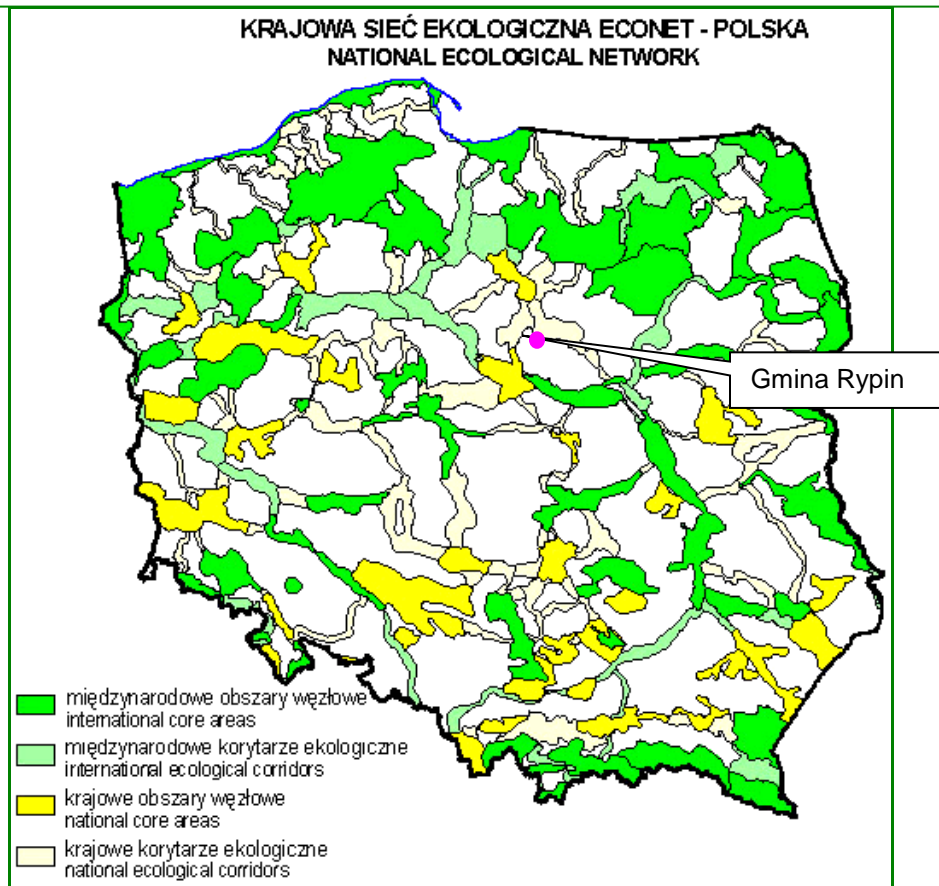 KRAJOWA SIEĆ EKOLOGICZNA ECONET - POLSKA
NATIONAL ECOLOGICAL NETWORK
Gmina Rypin
międzynarodowe obszary węzłowe
international core areas
międzynarodowe korytarze ekologiczne
international ecological corridors
krajowe obszary węzłowe
national core areas
krajowe korytarze ekologiczne
national ecological corridors